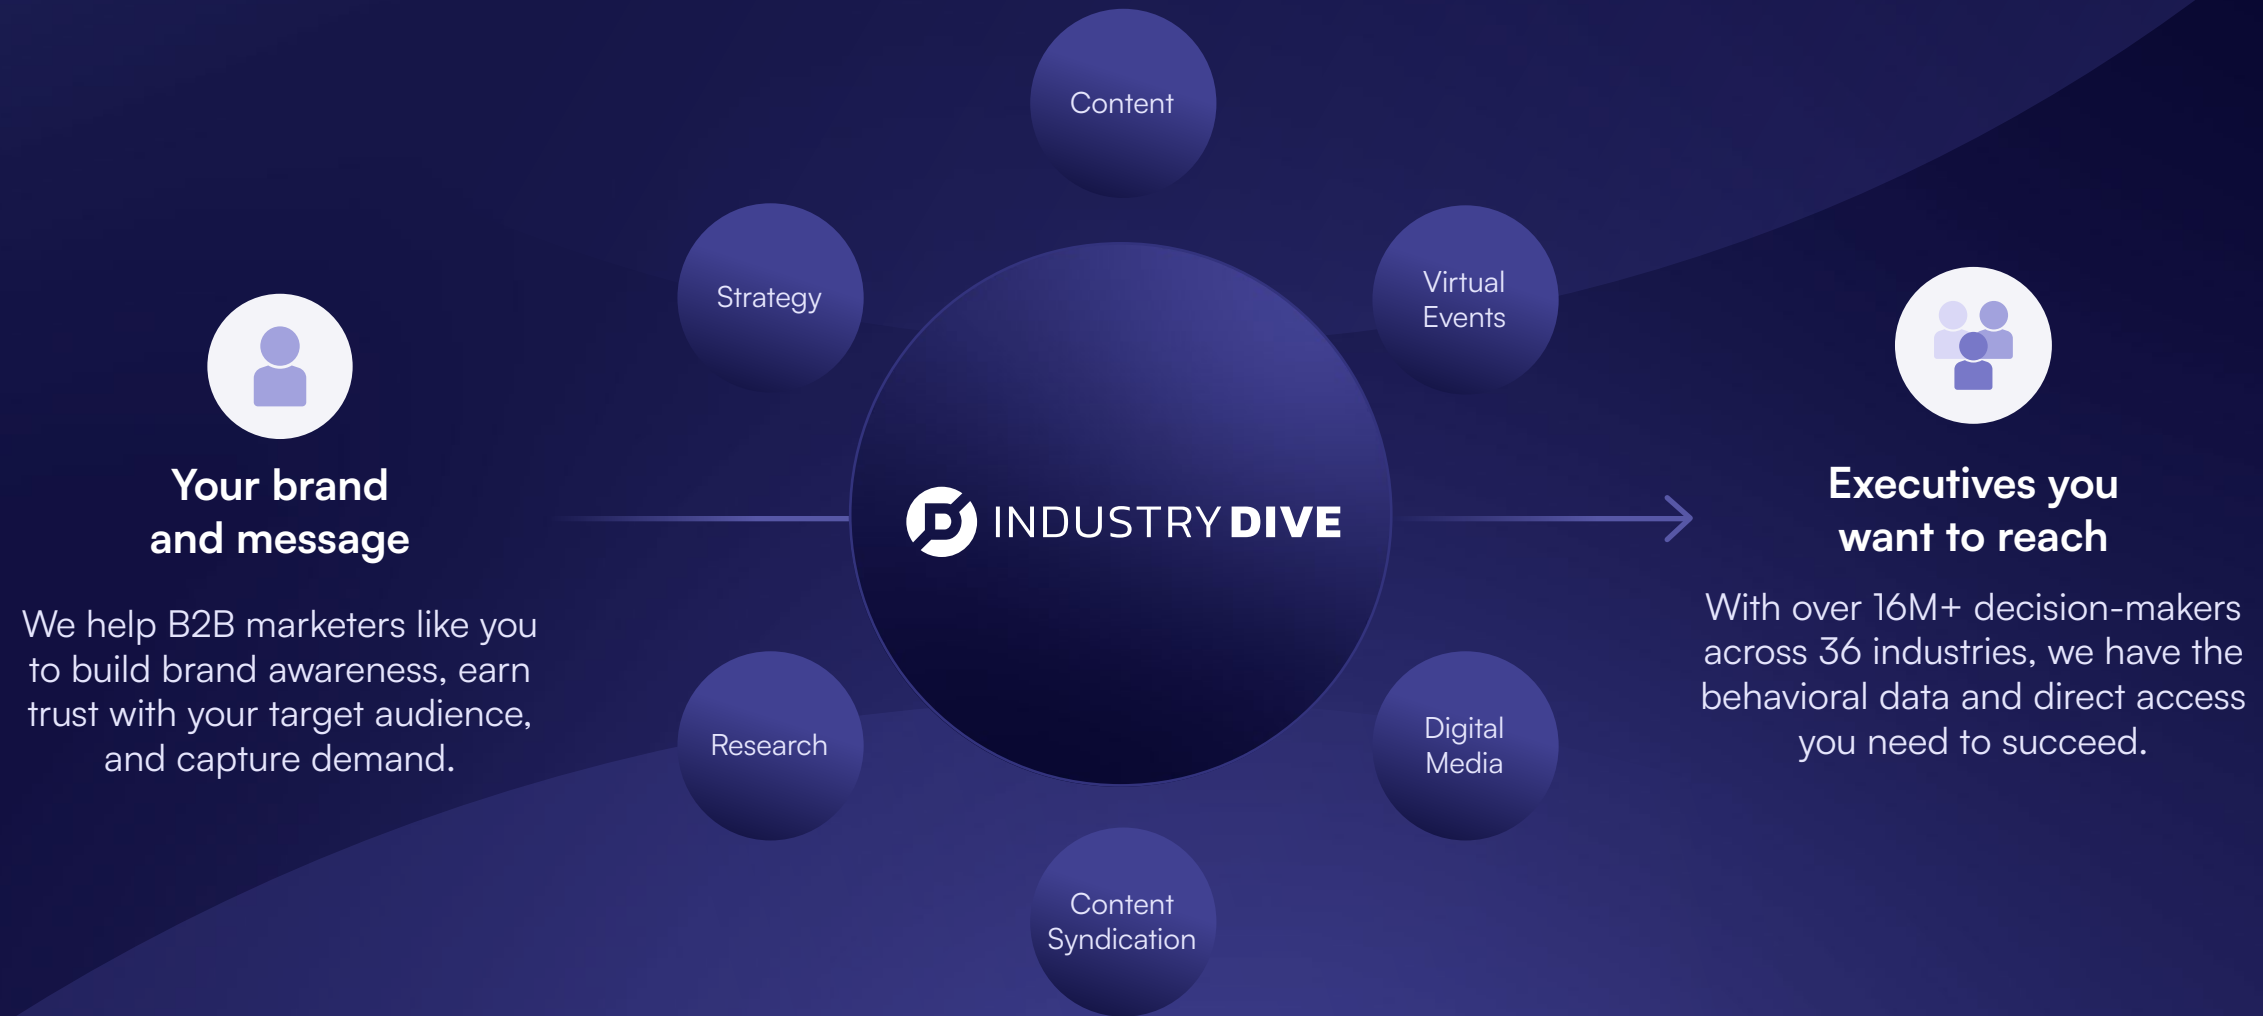 Content
Strategy
Virtual
Events
Your brand
and message
We help B2B marketers like you
to build brand awareness, earn
trust with your target audience,
and capture demand.
INDUSTRY DIVE
Executives you
want to reach
With over 16M+ decision-makers
across 36 industries, we have the
behavioral data and direct access
you need to succeed.
Research
Digital
Media
Content
Syndication